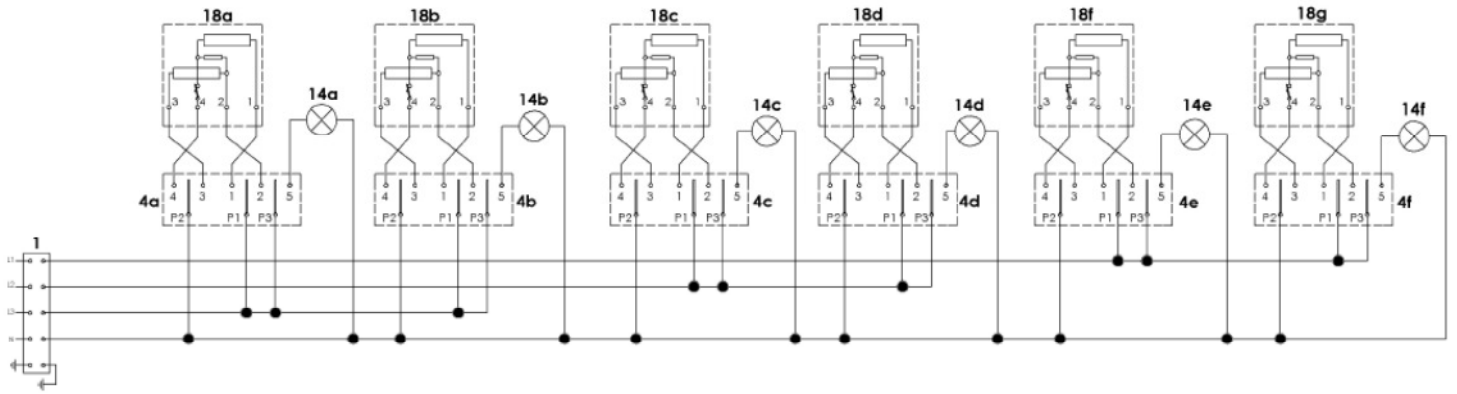 18a 18b 18c 18d 18f 18g
14a 14b 14c 14d 14e 14f
3 4 2 1 3 4 2 1 3 4 2 1 3 4 2 1 3 4 2 1 3 4 2 1
4 3 1 2 5 4 3 1 2 5 4 3 1 2 5 4 3 1 2 5 4 3 1 2 5 4 3 1 2 5
4a 4b 4c 4d 4e 4f
P2 P1 P3 P2 P1 P3 P2 P1 P3 P2 P1 P3 P2 P1 P3 P2 P1 P3
1
L1
L2
L3
N